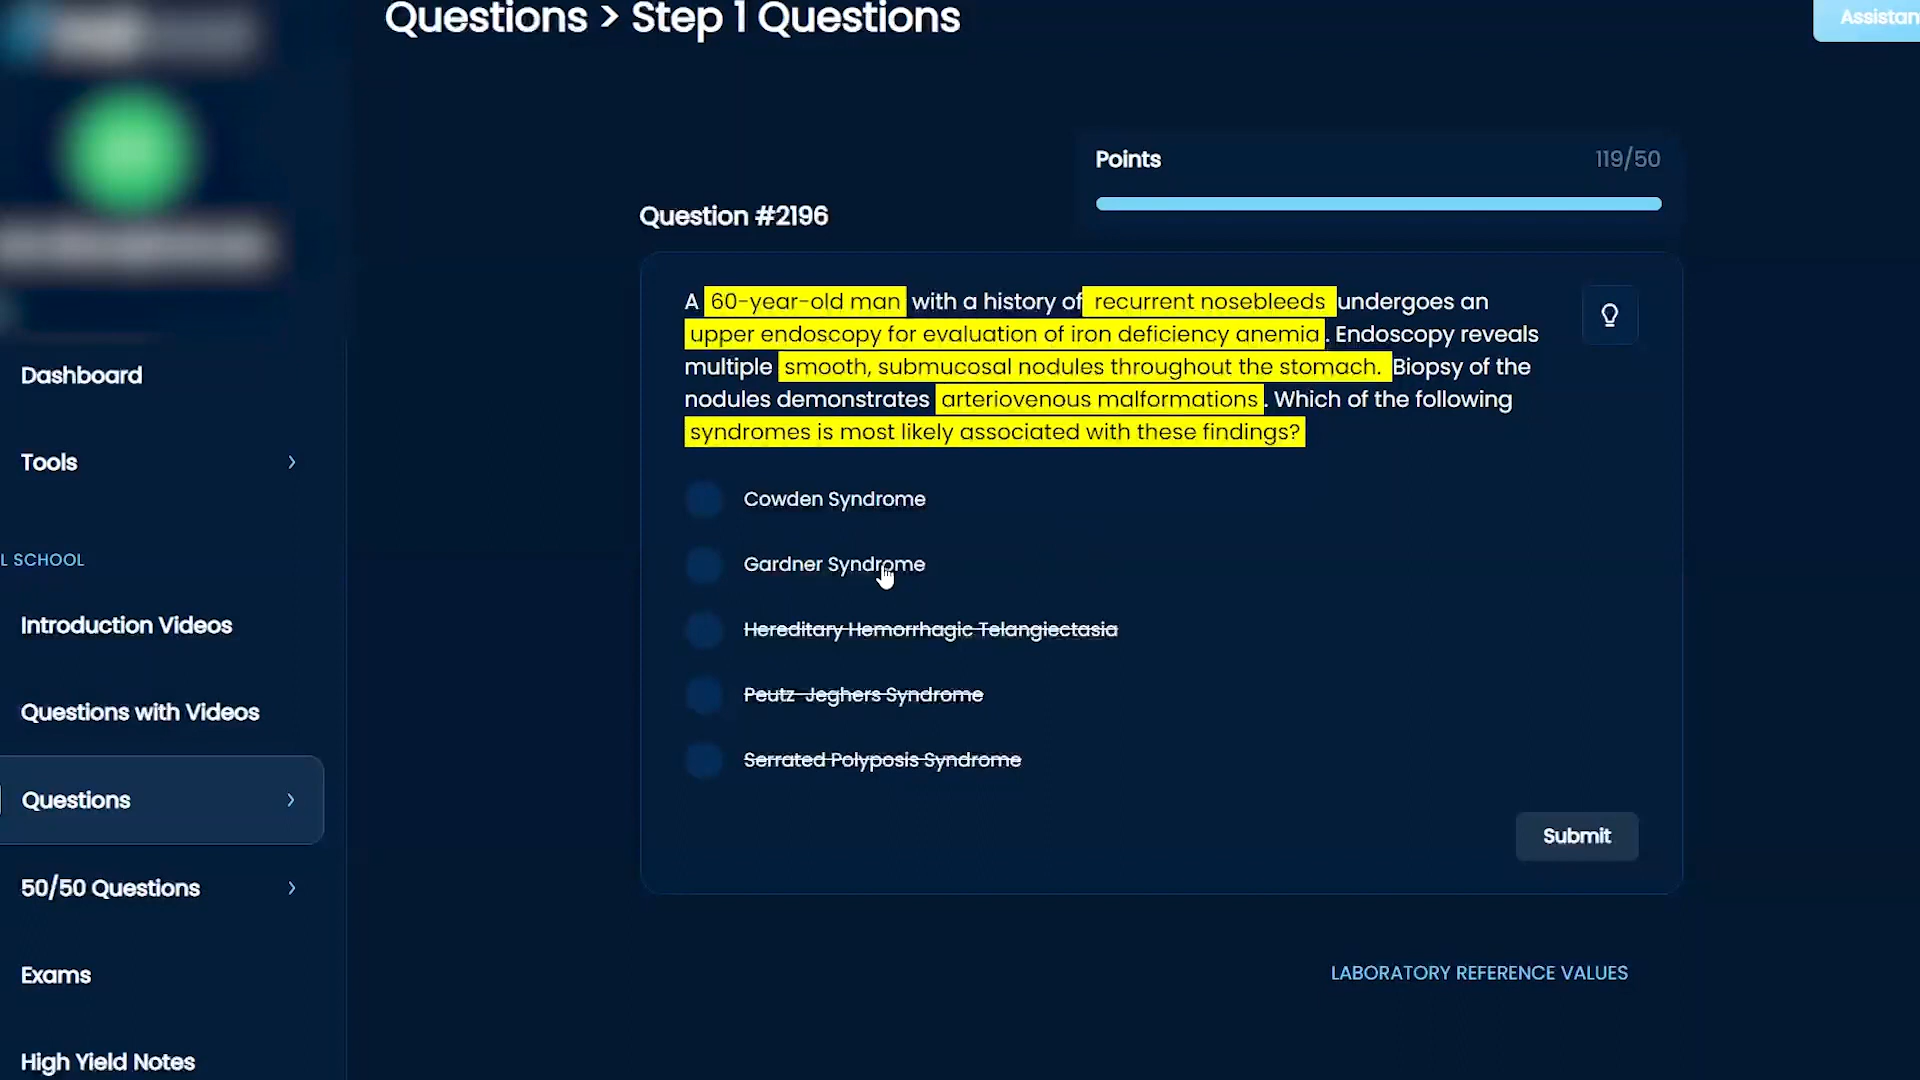 Questions > Step 1 Questions
Assistan
Points
119/50
Question #2196
A 60-year-old man with a history of recurrent nosebleeds undergoes an
upper endoscopy for evaluation of iron deficiency anemia. Endoscopy reveals
multiple smooth, submucosal nodules throughout the stomach. Biopsy of the
nodules demonstrates arteriovenous malformations. Which of the following
syndromes is most likely associated with these findings?
Cowden Syndrome
Gardner Syndrome
Hereditary Hemorrhagic Telangiectasia
Peutz-Jeghers Syndrome
Serrated Polyposis Syndrome
Submit
LABORATORY REFERENCE VALUES
Dashboard
Tools
L SCHOOL
Introduction Videos
Questions with Videos
Questions
50/50 Questions
Exams
High Yield Notes